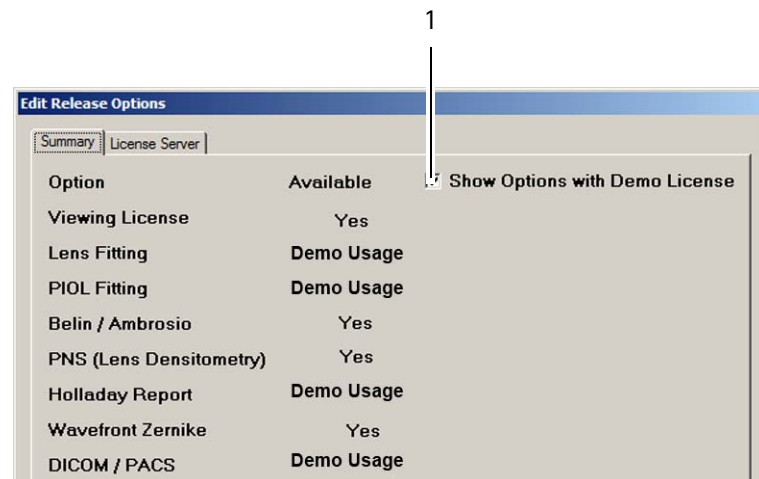 1
Edit Release Options
Summary License Server
Option Available Show Options with Demo License
Viewing License Yes
Lens Fitting Demo Usage
PIOL Fitting Demo Usage
Belin / Ambrosio Yes
PNS (Lens Densitometry) Yes
Holladay Report Demo Usage
Wavefront Zernike Yes
DICOM / PACS Demo Usage